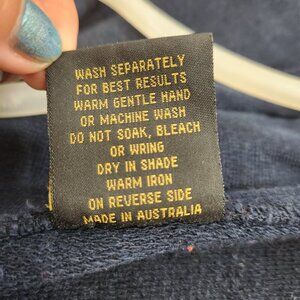 WASH SEPARATELY
FOR BEST RESULTS
WARM GENTLE HAND
OR MACHINE WASH
DO NOT SOAK, BLEACH
OR WRING
DRY IN SHADE
WARM IRON
ON REVERSE SIDE
MADE IN AUSTRALIA